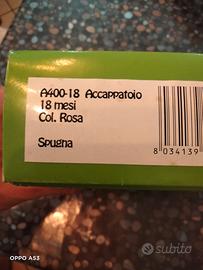 A400-18 Accappatoio
18 mesi
Col. Rosa
Spugna
8 034139
OPPO A53
subito